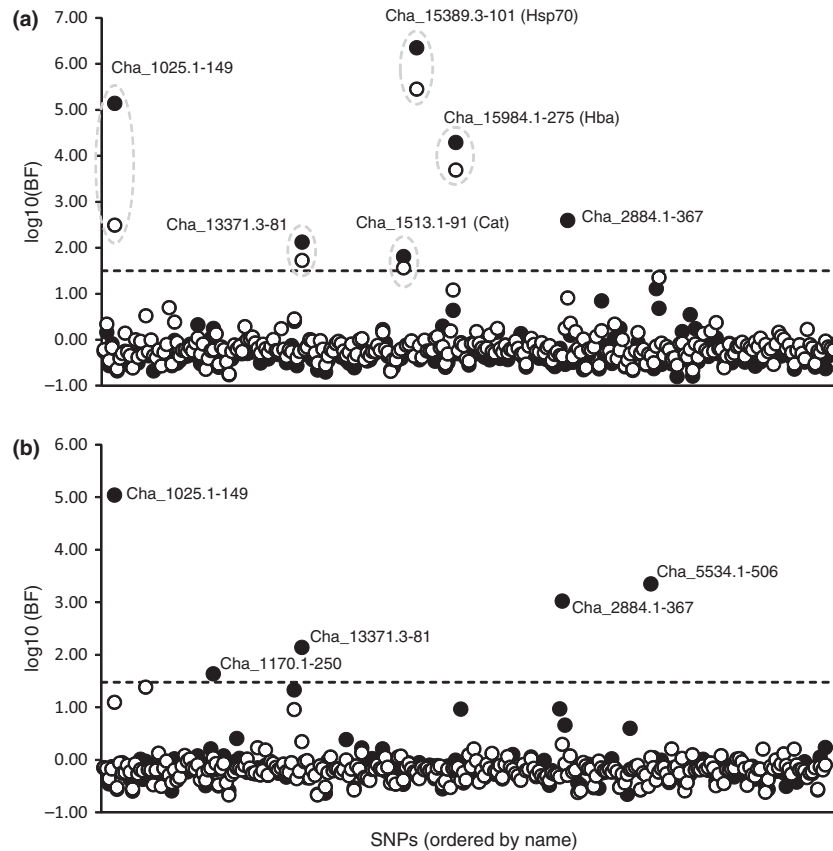 (a)
7.00
Cha_15389.3-101 (Hsp70)
6.00
Cha_1025.1-149
5.00
Cha_15984.1-275 (Hba)
4.00
log10(BF)
3.00
Cha_13371.3-81
Cha_1513.1-91 (Cat)
Cha_2884.1-367
2.00
1.00
0.00
–1.00
(b)
6.00
5.00
Cha_1025.1-149
4.00
log10 (BF)
Cha_5534.1-506
3.00
Cha_2884.1-367
2.00
Cha_13371.3-81
Cha_1170.1-250
1.00
0.00
–1.00
SNPs (ordered by name)